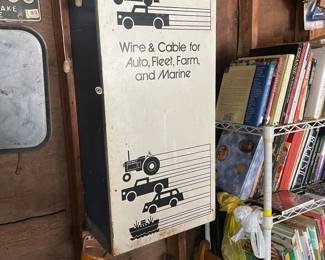 Wire & Cable for
Auto, Fleet, Farm,
and Marine